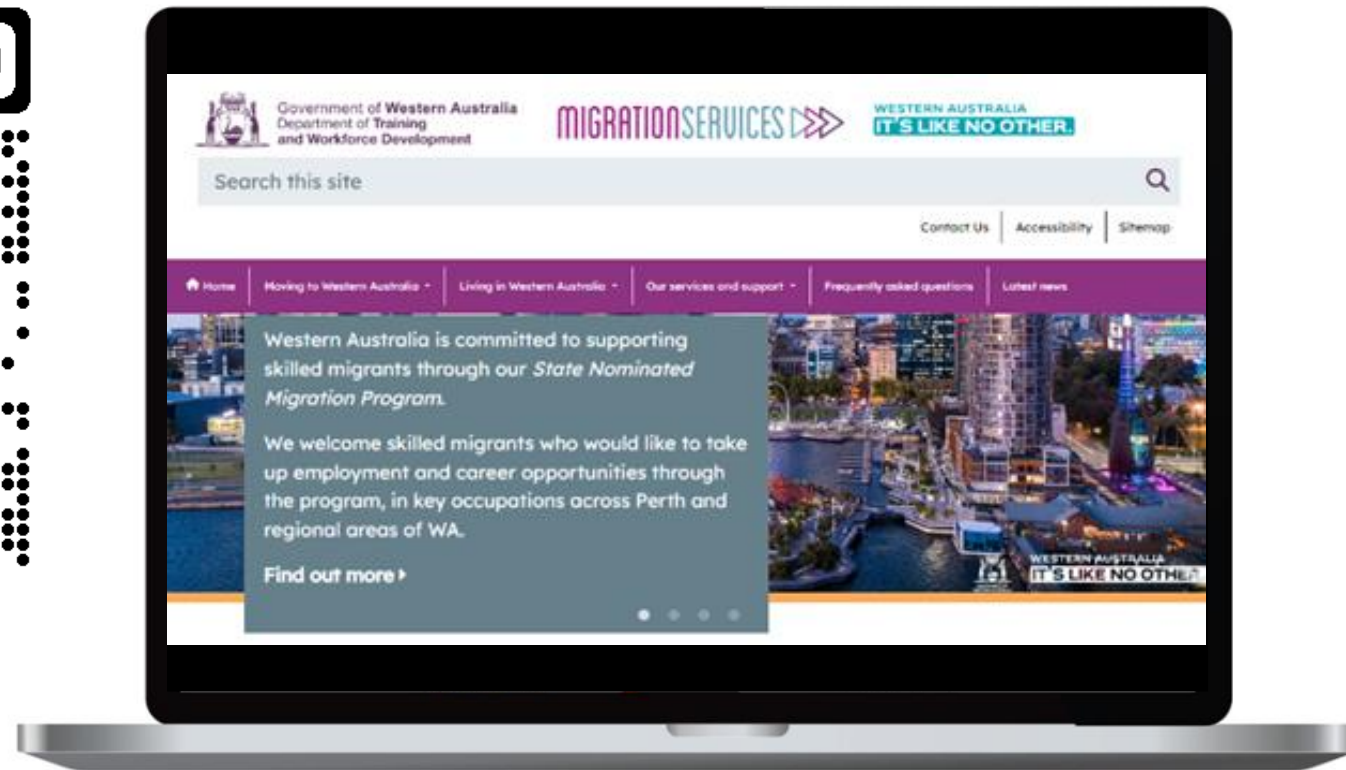 Government of Western Australia
Department of Training
and Workforce Development
MIGRATIONSERVICES
WESTERN AUSTRALIA
IT'S LIKE NO OTHER.
Search this site
Contact Us
Accessibility
Sitemap
Home
Moving to Western Australia
Living in Western Australia
Our services and support
Frequently asked questions
Latest news
Western Australia is committed to supporting
skilled migrants through our State Nominated
Migration Program.
We welcome skilled migrants who would like to take
up employment and career opportunities through
the program, in key occupations across Perth and
regional areas of WA.
Find out more
WESTERN AUSTRALIA
IT'S LIKE NO OTHER